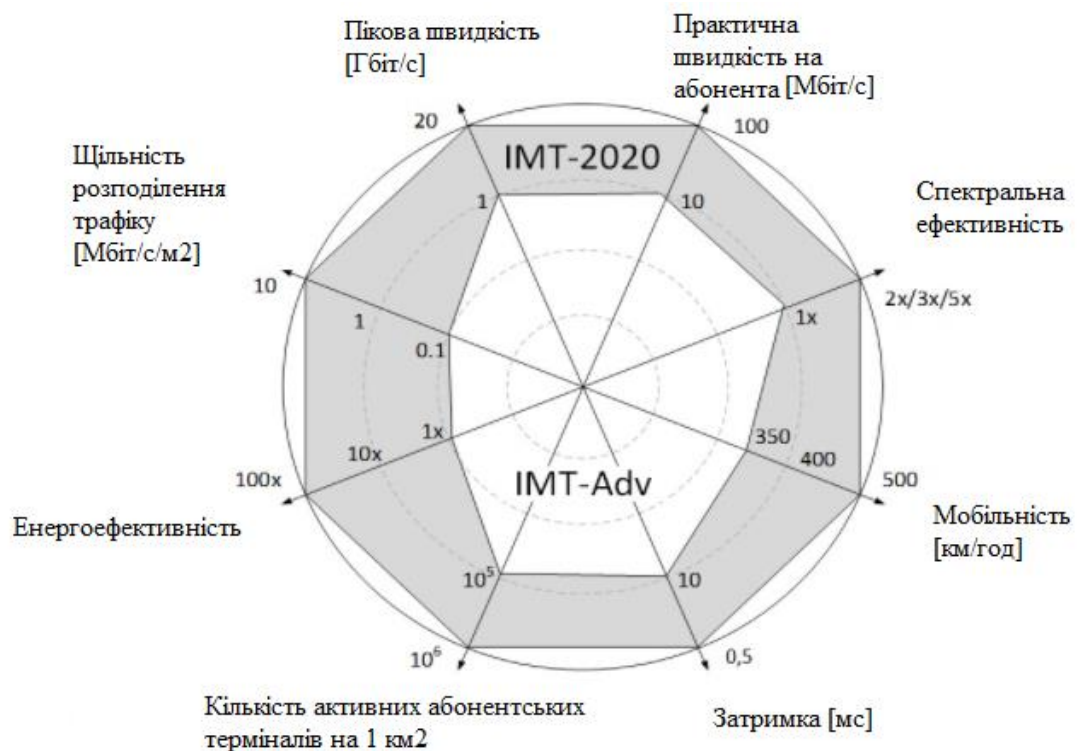 Пікова швидкість
[Гбіт/с]
Практична
швидкість на
абонента [Мбіт/с]
20
100
IMT-2020
Щільність
розподілення
трафіку
[Мбіт/с/м2]
1
10
Спектральна
ефективність
10
1
0.1
1x
2x/3x/5x
1x
10x
100x
350
400
500
IMT-Adv
Енергоефективність
Мобільність
[км/год]
10⁵
10
10⁶
0,5
Кількість активних абонентських
терміналів на 1 км2
Затримка [мс]